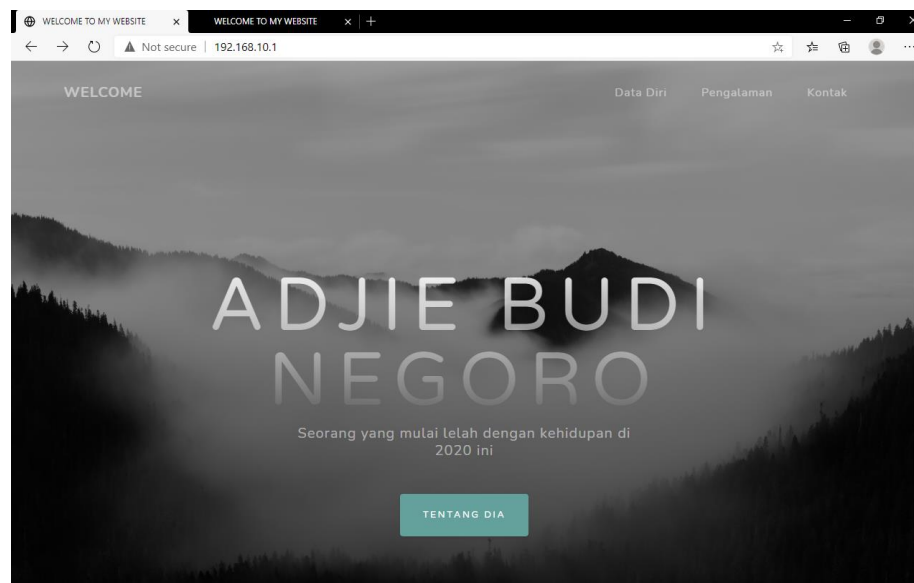 WELCOME TO MY WEBSITE
WELCOME TO MY WEBSITE
Not secure 192.168.10.1
WELCOME Data Diri Pengalaman Kontak
ADJIE BUDI
NEGORO
Seorang yang mulai lelah dengan kehidupan di
2020 ini
TENTANG DIA